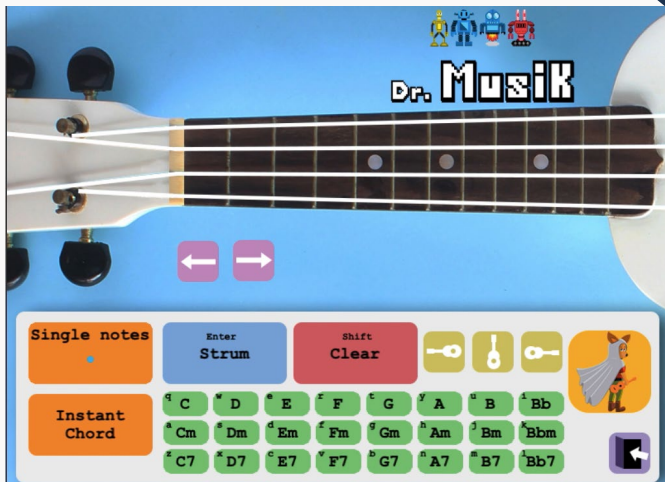 Dr. MusiK
Single notes
Enter
Strum
Shift
Clear
Instant
Chord
q C w D e E r F t G y A u B i Bb
a Cm s Dm d Em f Fm g Gm h Am j Bm k Bbm
z C7 x D7 c E7 v F7 b G7 n A7 m B7 l Bb7